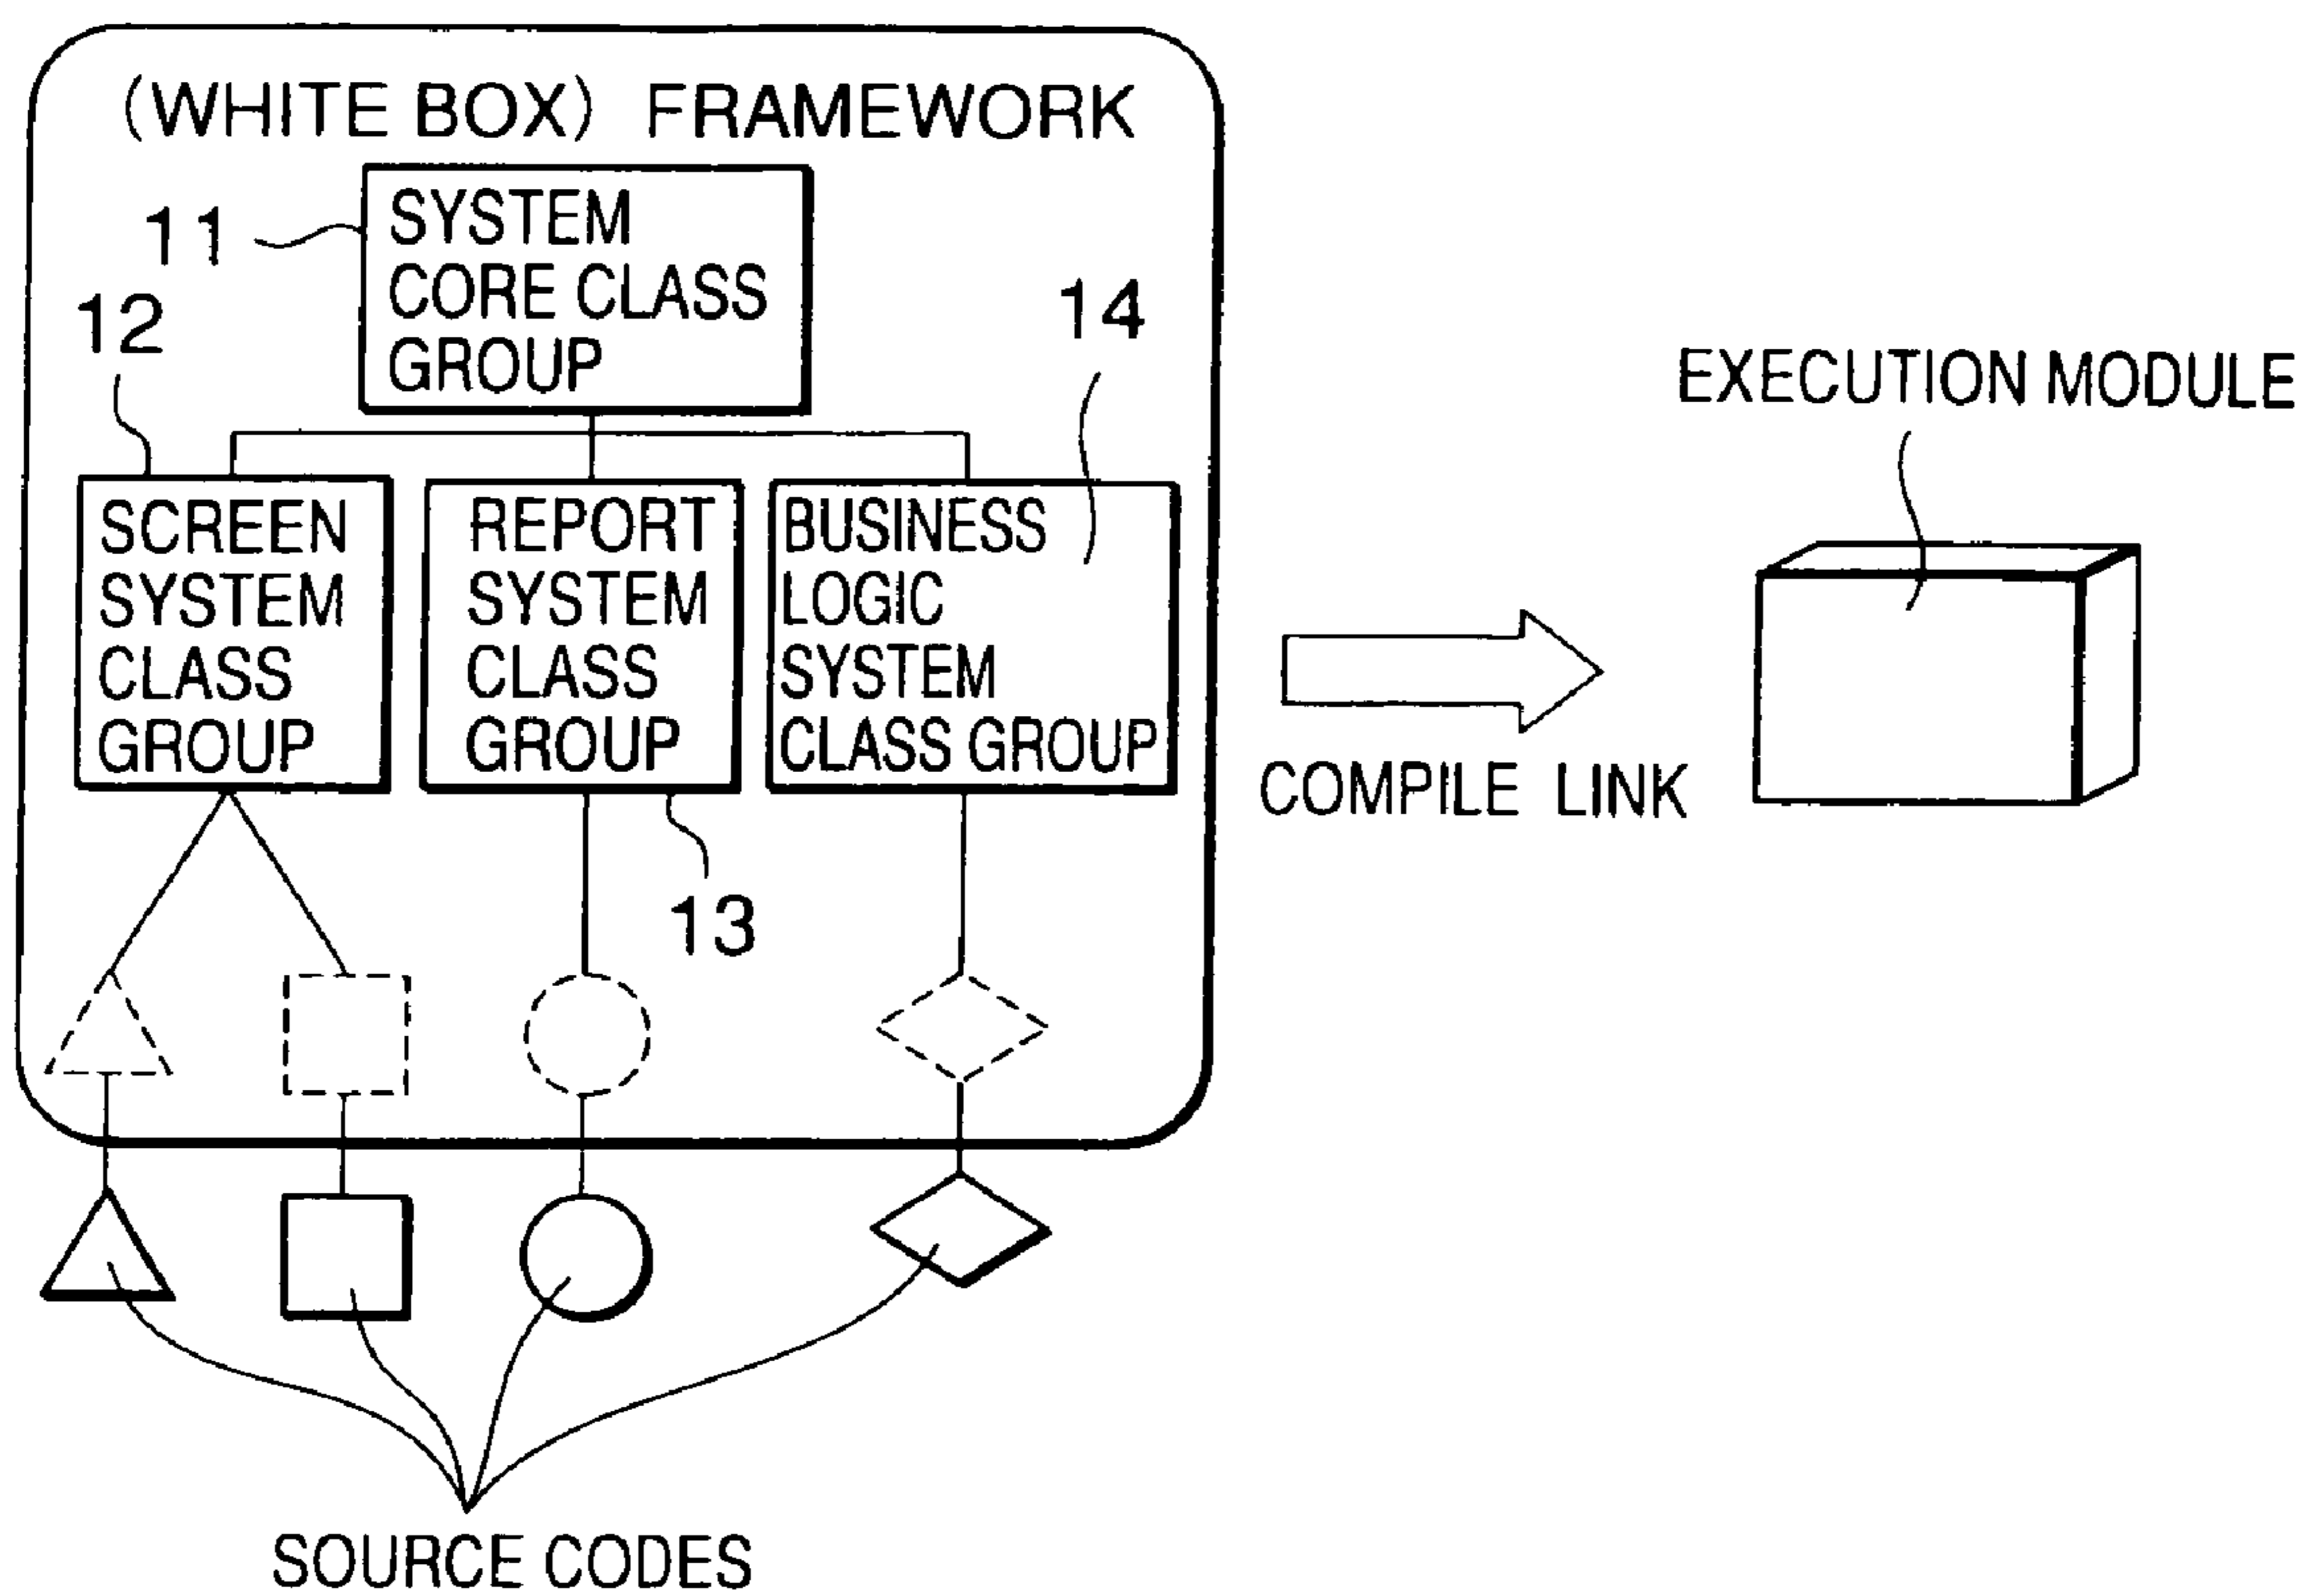 (WHITE BOX) FRAMEWORK
11
SYSTEM
CORE CLASS
GROUP
12
14
SCREEN
SYSTEM
CLASS
GROUP
REPORT
SYSTEM
CLASS
GROUP
BUSINESS
LOGIC
SYSTEM
CLASS GROUP
13
COMPILE LINK
EXECUTION MODULE
SOURCE CODES